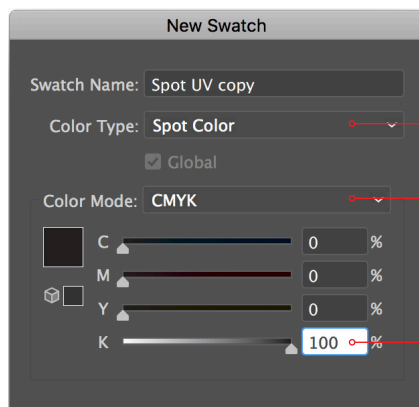 New Swatch
Swatch Name: Spot UV copy
Color Type: Spot Color
Global
Color Mode: CMYK
C 0 %
M 0 %
Y 0 %
K 100 %